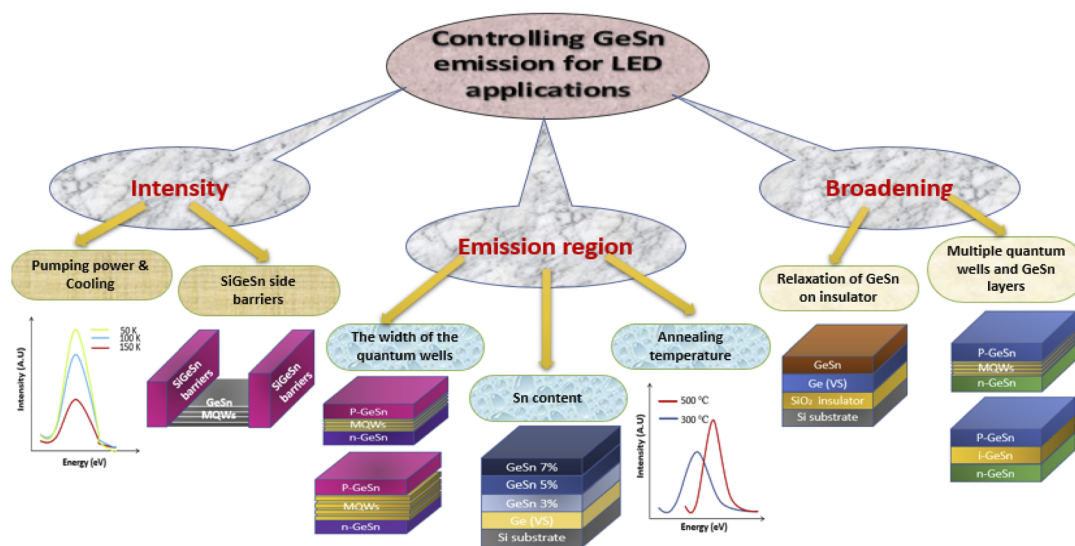 Controlling GeSn
emission for LED
applications
Intensity
Emission region
Broadening
Pumping power &
Cooling
SiGeSn side
barriers
The width of the
quantum wells
Sn content
Annealing
temperature
Relaxation of GeSn
on insulator
Multiple quantum
wells and GeSn
layers
Intensity (A.U)
50 K
100 K
150 K
Energy (eV)
SiGeSn
barriers
GeSn
MQWs
SiGeSn
barriers
P-GeSn
MQWs
n-GeSn
P-GeSn
MQWs
n-GeSn
GeSn 7%
GeSn 5%
GeSn 3%
Ge (VS)
Si substrate
Intensity (A.U)
500 °C
300 °C
Energy (eV)
GeSn
Ge (VS)
SiO₂ insulator
Si substrate
P-GeSn
MQWs
n-GeSn
P-GeSn
i-GeSn
n-GeSn